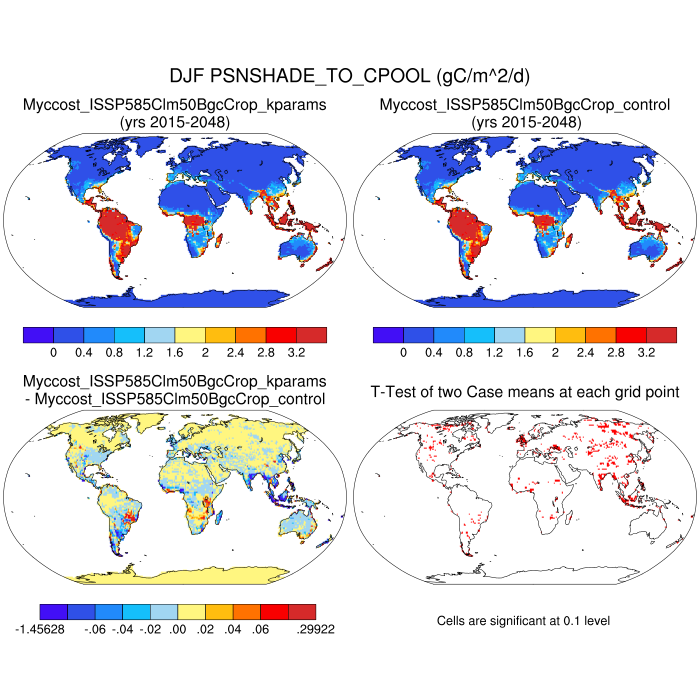 DJF PSNSHADE_TO_CPOOL (gC/m^2/d)
Myccost_ISSP585Clm50BgcCrop_kparams
(yrs 2015-2048)
Myccost_ISSP585Clm50BgcCrop_control
(yrs 2015-2048)
0 0.4 0.8 1.2 1.6 2 2.4 2.8 3.2
0 0.4 0.8 1.2 1.6 2 2.4 2.8 3.2
Myccost_ISSP585Clm50BgcCrop_kparams
- Myccost_ISSP585Clm50BgcCrop_control
T-Test of two Case means at each grid point
-1.45628 -.06 -.04 -.02 .00 .02 .04 .06 .29922
Cells are significant at 0.1 level